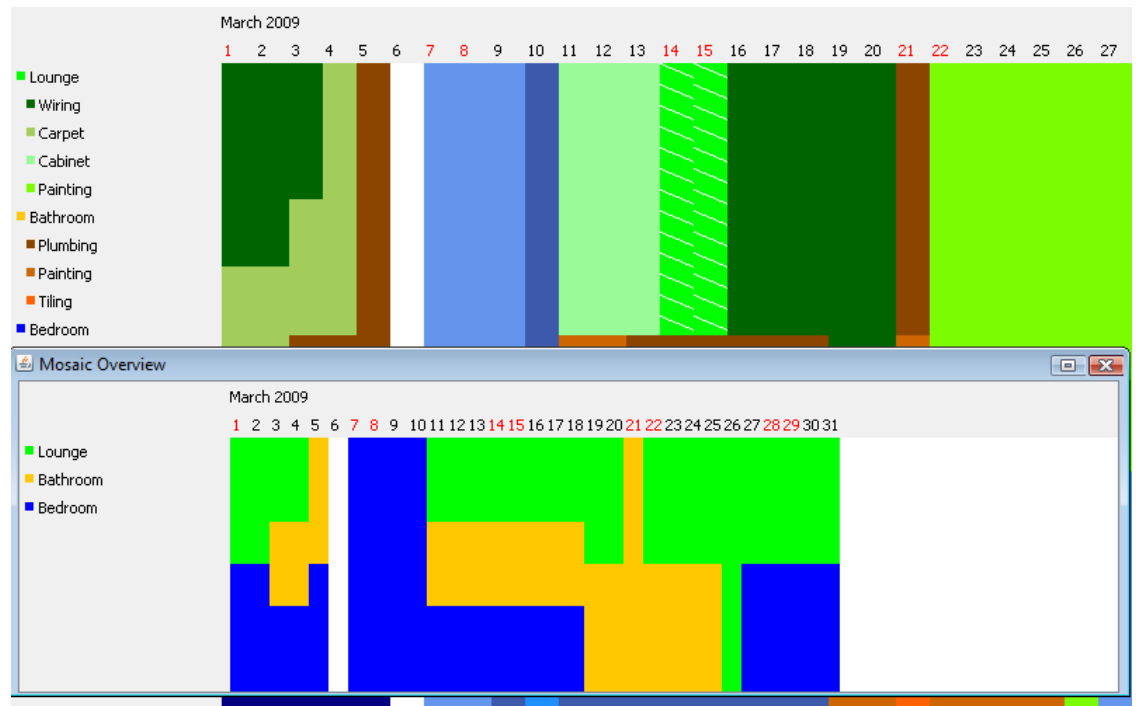 March 2009
1 2 3 4 5 6 7 8 9 10 11 12 13 14 15 16 17 18 19 20 21 22 23 24 25 26 27
Lounge
Wiring
Carpet
Cabinet
Painting
Bathroom
Plumbing
Painting
Tiling
Bedroom
Mosaic Overview
March 2009
1 2 3 4 5 6 7 8 9 10 11 12 13 14 15 16 17 18 19 20 21 22 23 24 25 26 27 28 29 30 31
Lounge
Bathroom
Bedroom